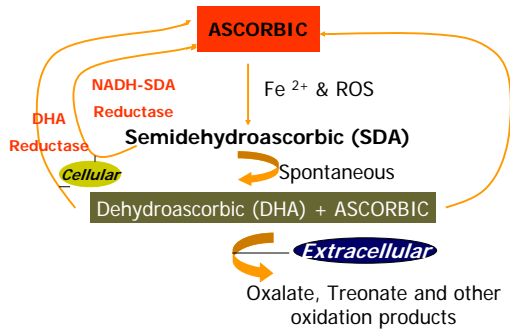 ASCORBIC
NADH-SDA
Reductase
Fe 2+ & ROS
DHA
Reductase
Semidehydroascorbic (SDA)
Cellular
Spontaneous
Dehydroascorbic (DHA) + ASCORBIC
Extracellular
Oxalate, Treonate and other
oxidation products